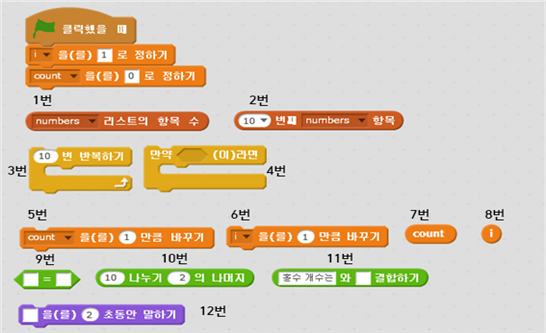 클릭했을 때
i 을(를) 1 로 정하기
count 을(를) 0 로 정하기
1번 2번
numbers 리스트의 항목 수 10 번째 numbers 항목
10 번 반복하기 만약 (이)라면
3번 4번
5번 6번 7번 8번
count 을(를) 1 만큼 바꾸기 i 을(를) 1 만큼 바꾸기 count i
9번 10번 11번
= 10 나누기 2 의 나머지 홀수 개수는 와 결합하기
을(를) 2 초동안 말하기 12번